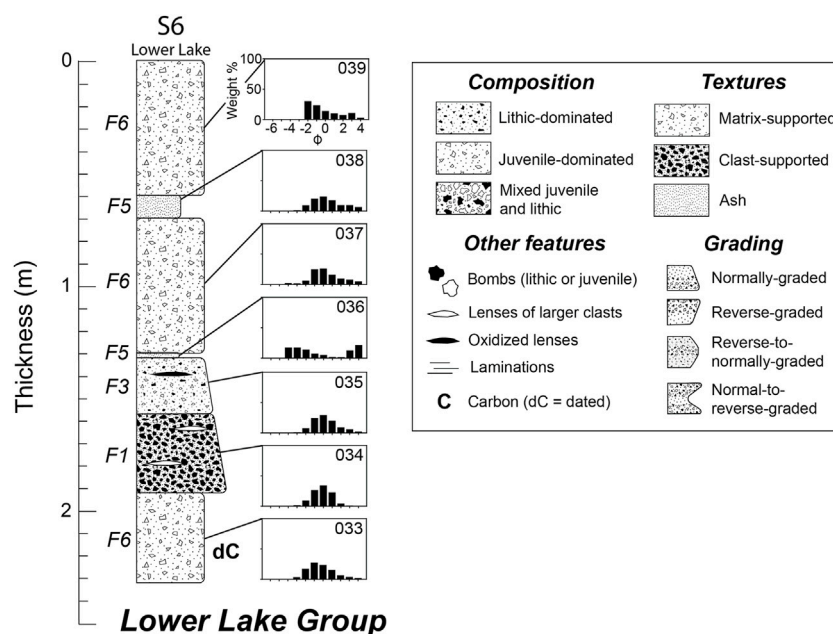 S6
Lower Lake
0
1
2
Thickness (m)
F6
F5
F6
F5
F3
F1
F6
dC
Weight %
100
50
0
039
-6 -4 -2 0 2 4
Φ
038
037
036
035
034
033
Lower Lake Group
Composition
Lithic-dominated
Juvenile-dominated
Mixed juvenile
and lithic
Textures
Matrix-supported
Clast-supported
Ash
Other features
Bombs (lithic or juvenile)
Lenses of larger clasts
Oxidized lenses
Laminations
C Carbon (dC = dated)
Grading
Normally-graded
Reverse-graded
Reverse-to-
normally-graded
Normal-to-
reverse-graded